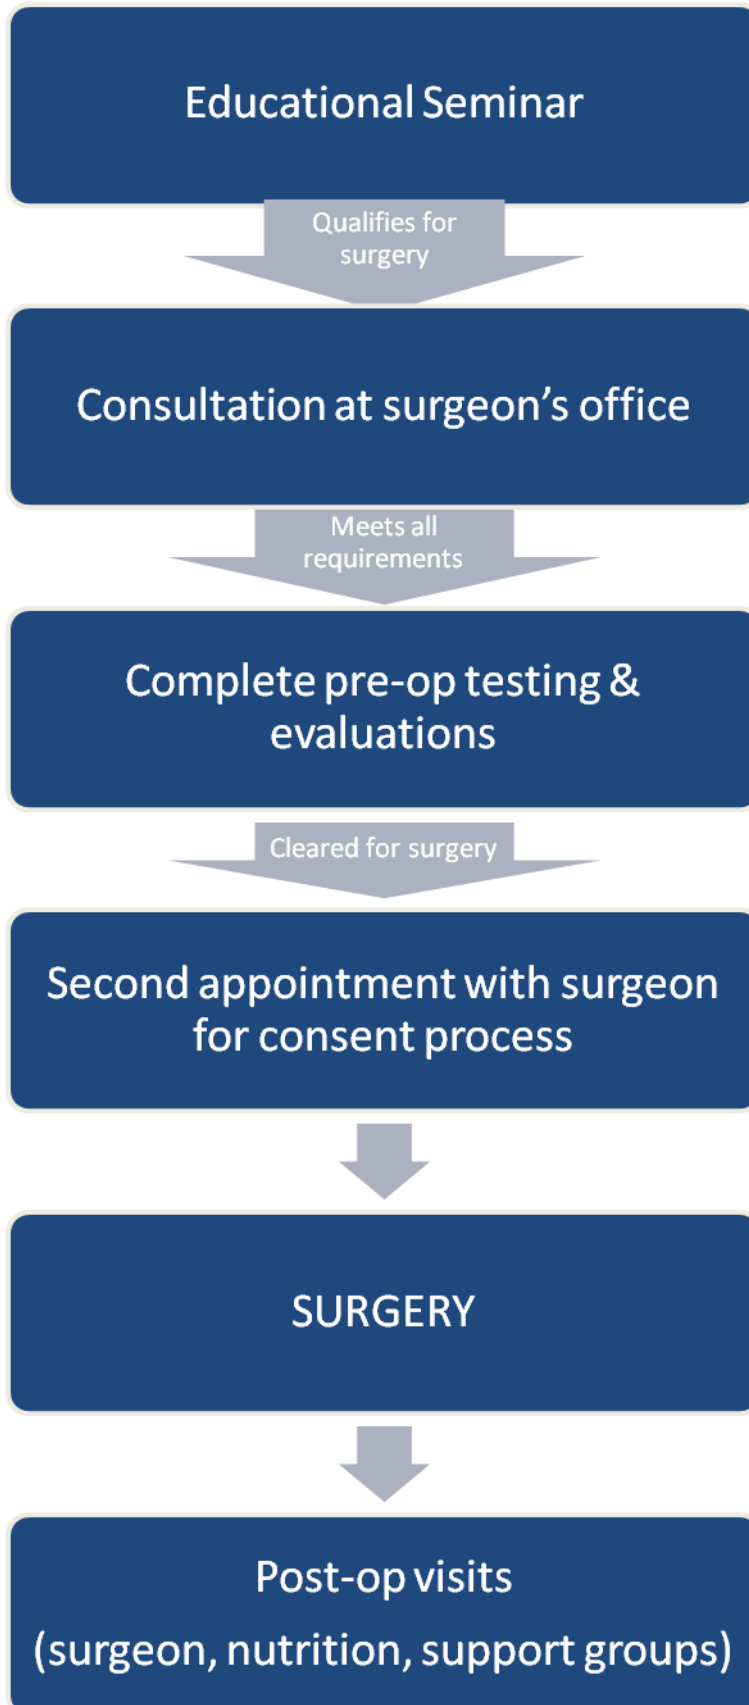 Educational Seminar
Qualifies for
surgery
Consultation at surgeon’s office
Meets all
requirements
Complete pre-op testing &
evaluations
Cleared for surgery
Second appointment with surgeon
for consent process
SURGERY
Post-op visits
(surgeon, nutrition, support groups)